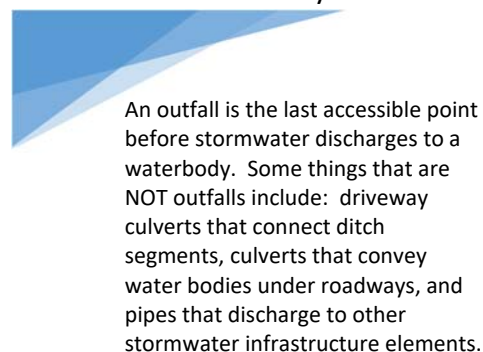 An outfall is the last accessible point
before stormwater discharges to a
waterbody.  Some things that are
NOT outfalls include:  driveway
culverts that connect ditch
segments, culverts that convey
water bodies under roadways, and
pipes that discharge to other
stormwater infrastructure elements.